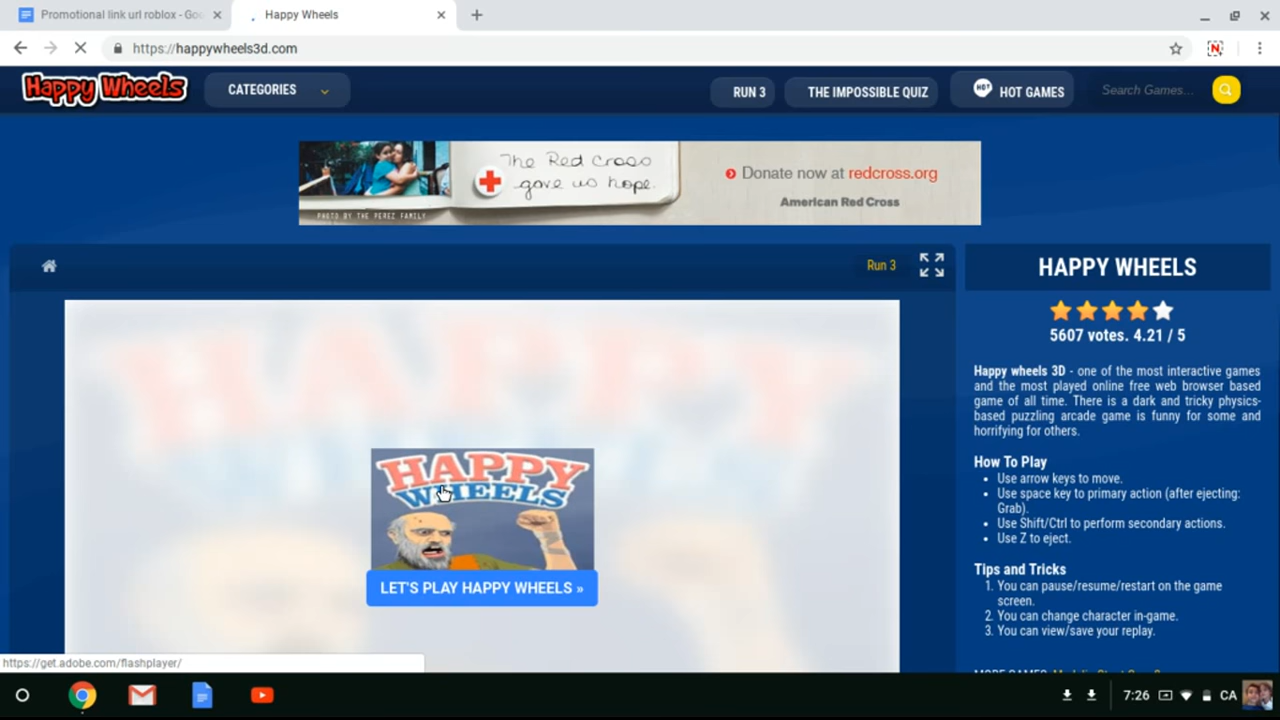 Promotional link url roblox - Goo
Happy Wheels
https://happywheels3d.com
Happy Wheels
CATEGORIES
RUN 3
THE IMPOSSIBLE QUIZ
HOT
HOT GAMES
Search Games...
The Red Cross
gave us hope.
PHOTO BY THE PEREZ FAMILY
Donate now at redcross.org
American Red Cross
Run 3
HAPPY WHEELS
5607 votes. 4.21 / 5
Happy wheels 3D - one of the most interactive games
and the most played online free web browser based
game of all time. There is a dark and tricky physics-
based puzzling arcade game is funny for some and
horrifying for others.
How To Play
Use arrow keys to move.
Use space key to primary action (after ejecting:
Grab).
Use Shift/Ctrl to perform secondary actions.
Use Z to eject.
Tips and Tricks
1. You can pause/resume/restart on the game
screen.
2. You can change character in-game.
3. You can view/save your replay.
HAPPY
HAPPY
WHEELS
LET'S PLAY HAPPY WHEELS »
https://get.adobe.com/flashplayer/
7:26
CA